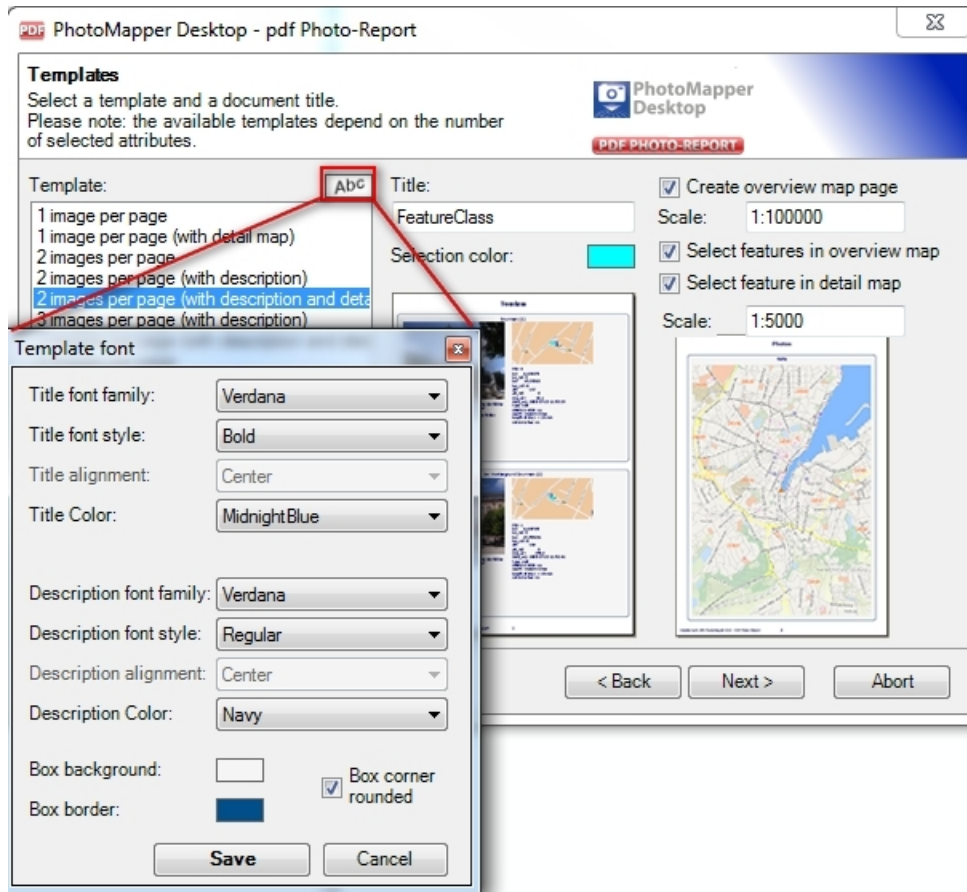 PDF PhotoMapper Desktop - pdf Photo-Report
Templates
Select a template and a document title.
Please note: the available templates depend on the number
of selected attributes.
PhotoMapper
Desktop
PDF PHOTO-REPORT
Template:
Abc
1 image per page
1 image per page (with detail map)
2 images per page
2 images per page (with description)
2 images per page (with description and deta
3 images per page (with description)
Title:
FeatureClass
Selection color:
Create overview map page
Scale: 1:100000
Select features in overview map
Select feature in detail map
Scale: 1:5000
Photos
Template font
Title font family: Verdana
Title font style: Bold
Title alignment: Center
Title Color: MidnightBlue
Description font family: Verdana
Description font style: Regular
Description alignment: Center
Description Color: Navy
Box background:
Box corner
rounded
Box border:
Save
Cancel
< Back
Next >
Abort